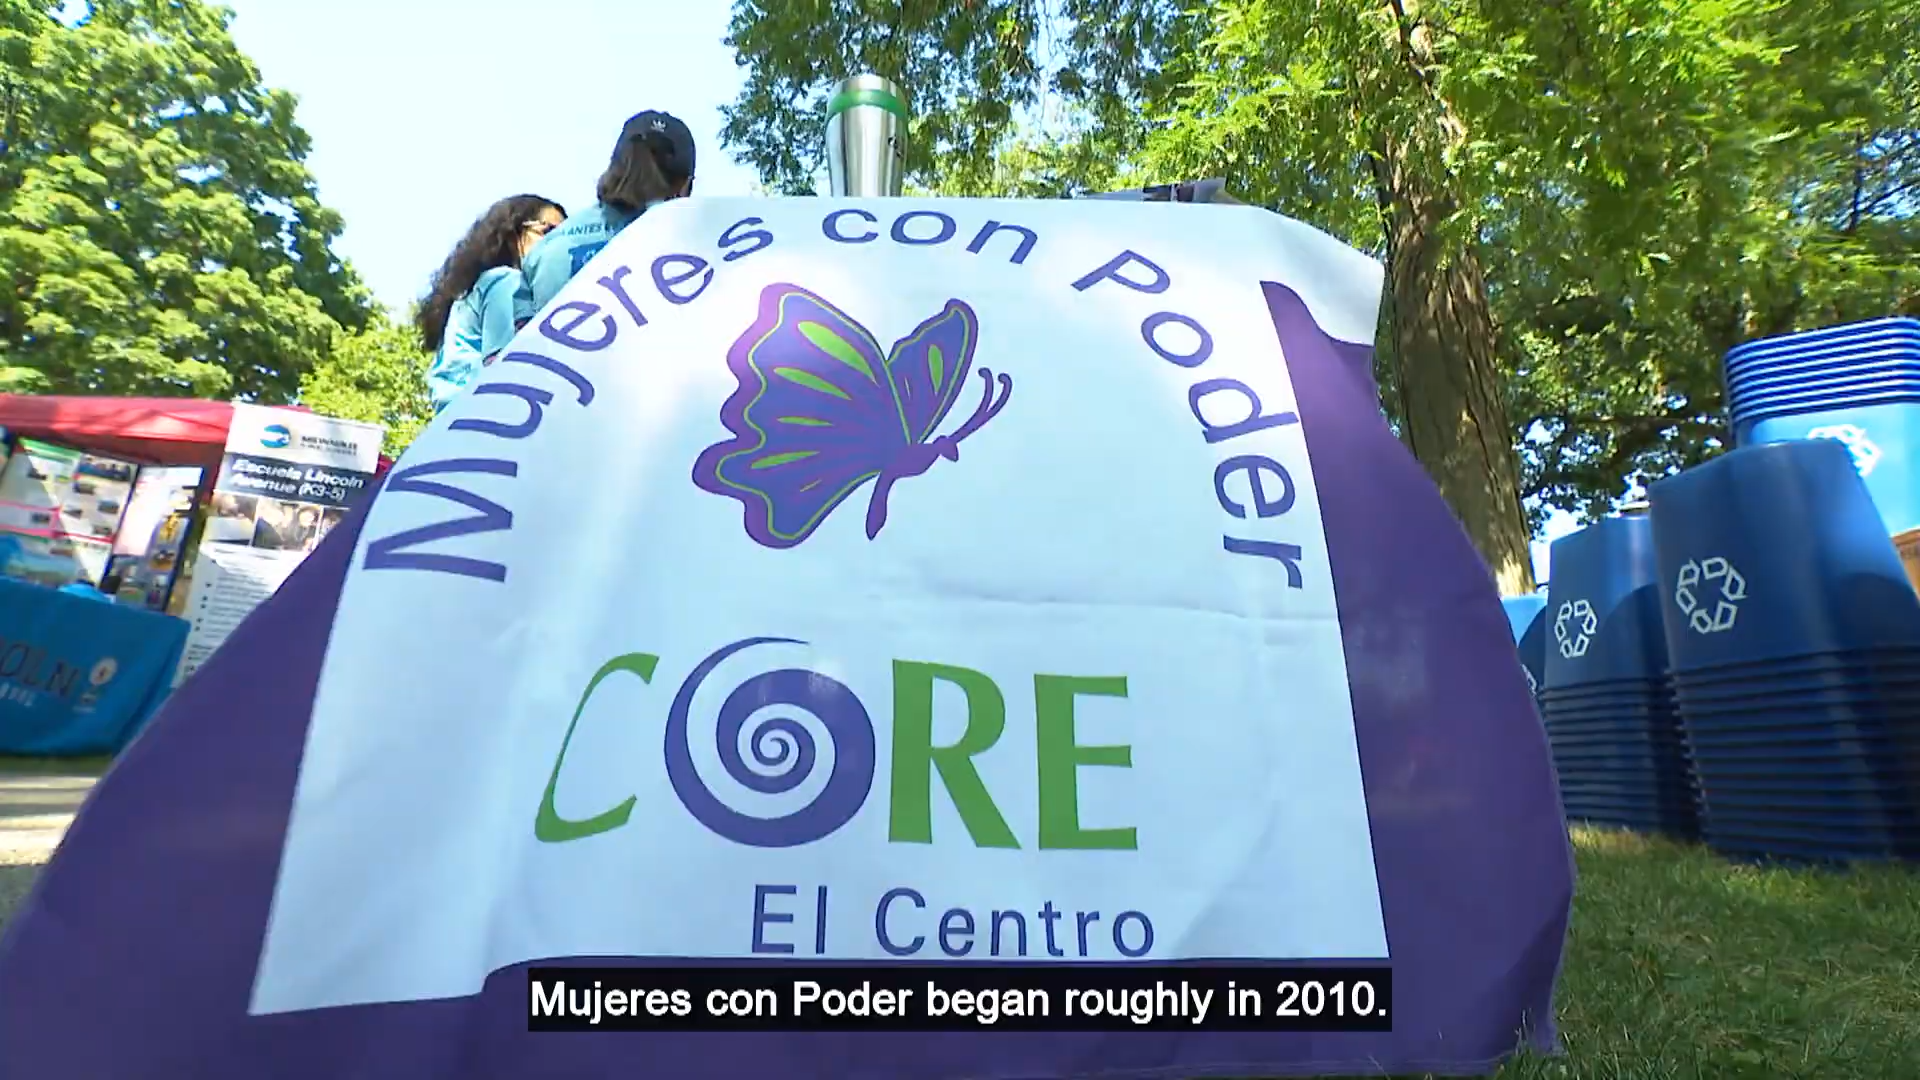 Mujeres con Poder
CORE
El Centro
Escuela Lincoln
Avenue (K3-5)
Mujeres con Poder began roughly in 2010.